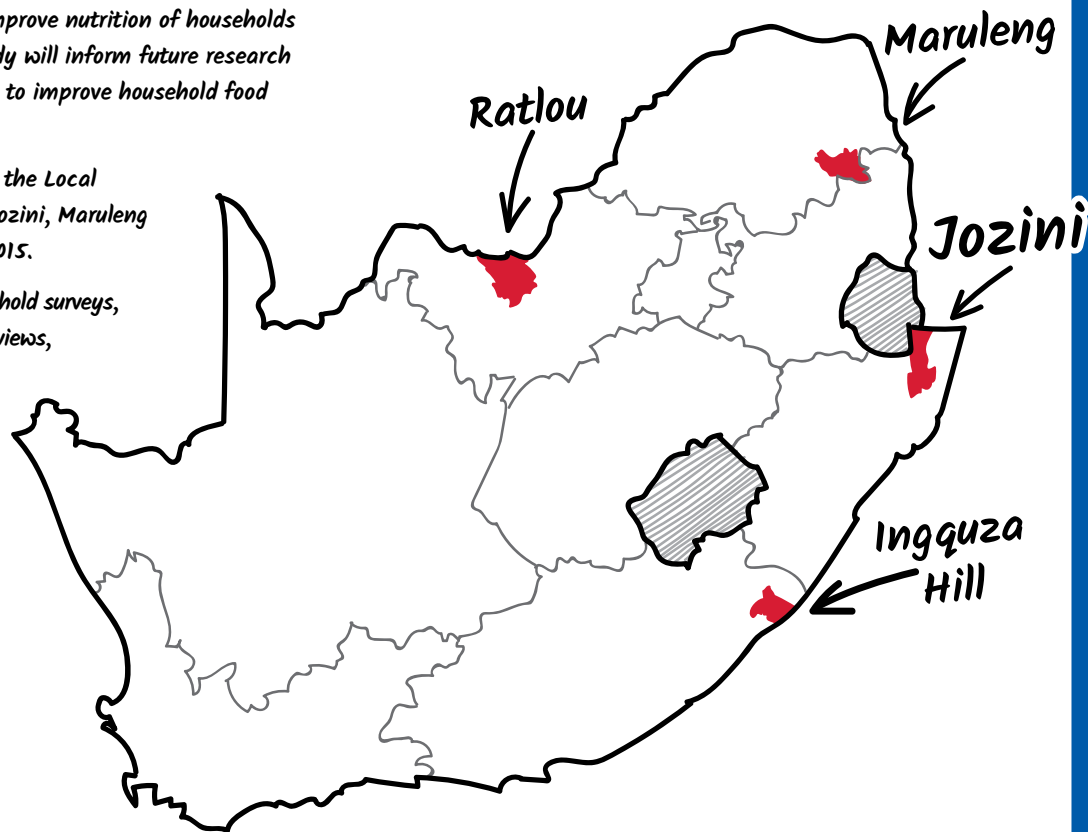 mprove nutrition of households
dy will inform future research
to improve household food
the Local
ozini, Maruleng
015.
hold surveys,
views,
Maruleng
Ratlou
Jozini
Ingquza
Hill